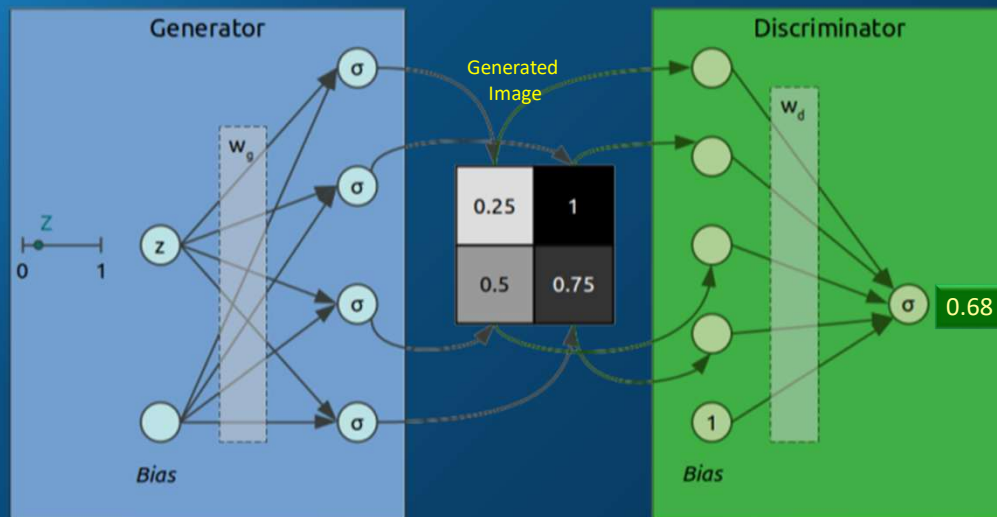 Generator
σ
W_g
σ
Z
z
0
1
σ
σ
Bias
Generated
Image
0.25
1
0.5
0.75
Discriminator
W_d
σ
0.68
1
Bias